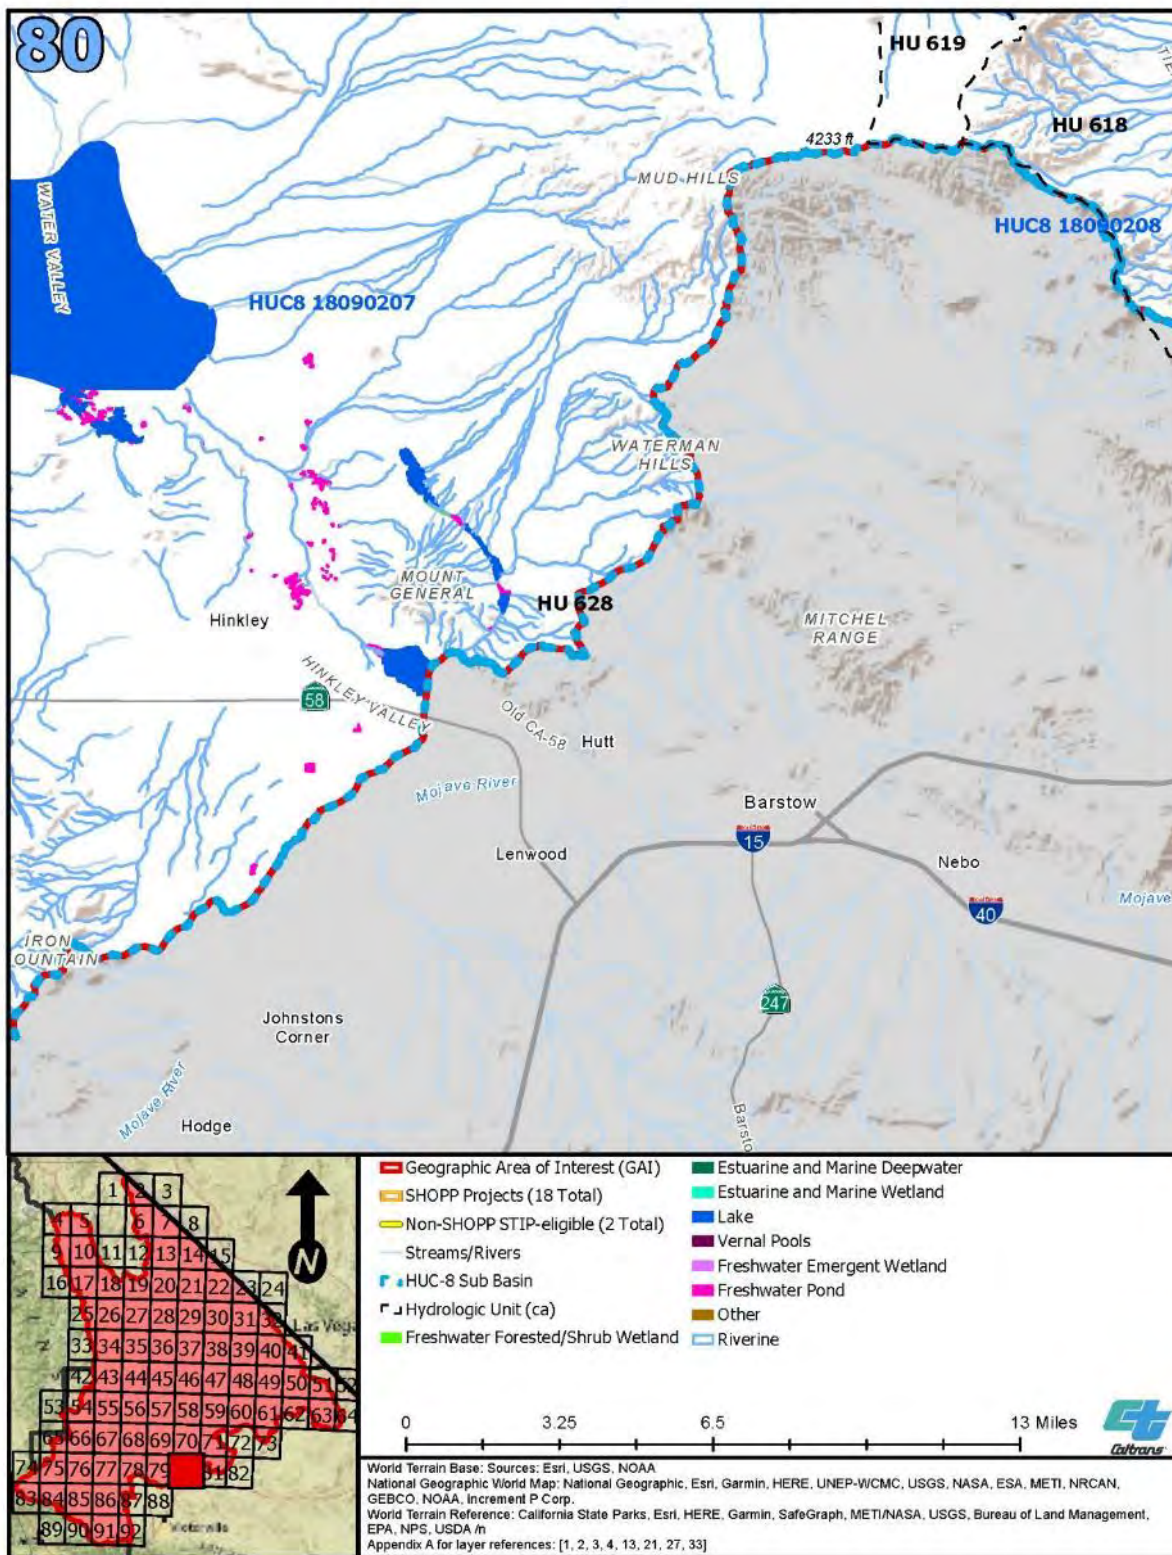 80
HU 619
TIE
HU 618
4233 ft
MUD HILLS
WATER VALLEY
HUC8 18090208
HUC8 18090207
WATERMAN
HILLS
MOUNT
GENERAL
HU 628
MITCHEL
RANGE
Hinkley
HINKLEY VALLEY
58
Old CA-58
Hutt
Mojave River
Barstow
15
Lenwood
Nebo
40
Mojave
IRON
OUNTAIN
247
Johnstons
Corner
Mojave River
Hodge
Barsto
1 2 3
4 5 6 7 8
9 10 11 12 13 14 15
16 17 18 19 20 21 22 23 24
25 26 27 28 29 30 31 32
Las Vega
33 34 35 36 37 38 39 40 41
42 43 44 45 46 47 48 49 50 51 52
53 54 55 56 57 58 59 60 61 62 63 64
65 66 67 68 69 70 71 72 73
74 75 76 77 78 79 81 82
83 84 85 86 87 88
Victorville
89 90 91 92
N
Geographic Area of Interest (GAI)
SHOPP Projects (18 Total)
Non-SHOPP STIP-eligible (2 Total)
Streams/Rivers
HUC-8 Sub Basin
Hydrologic Unit (ca)
Freshwater Forested/Shrub Wetland
Estuarine and Marine Deepwater
Estuarine and Marine Wetland
Lake
Vernal Pools
Freshwater Emergent Wetland
Freshwater Pond
Other
Riverine
0 3.25 6.5 13 Miles
ct
Caltrans
World Terrain Base: Sources: Esri, USGS, NOAA
National Geographic World Map: National Geographic, Esri, Garmin, HERE, UNEP-WCMC, USGS, NASA, ESA, METI, NRCAN,
GEBCO, NOAA, Increment P Corp.
World Terrain Reference: California State Parks, Esri, HERE, Garmin, SafeGraph, METI/NASA, USGS, Bureau of Land Management,
EPA, NPS, USDA /n
Appendix A for layer references: [1, 2, 3, 4, 13, 21, 27, 33]